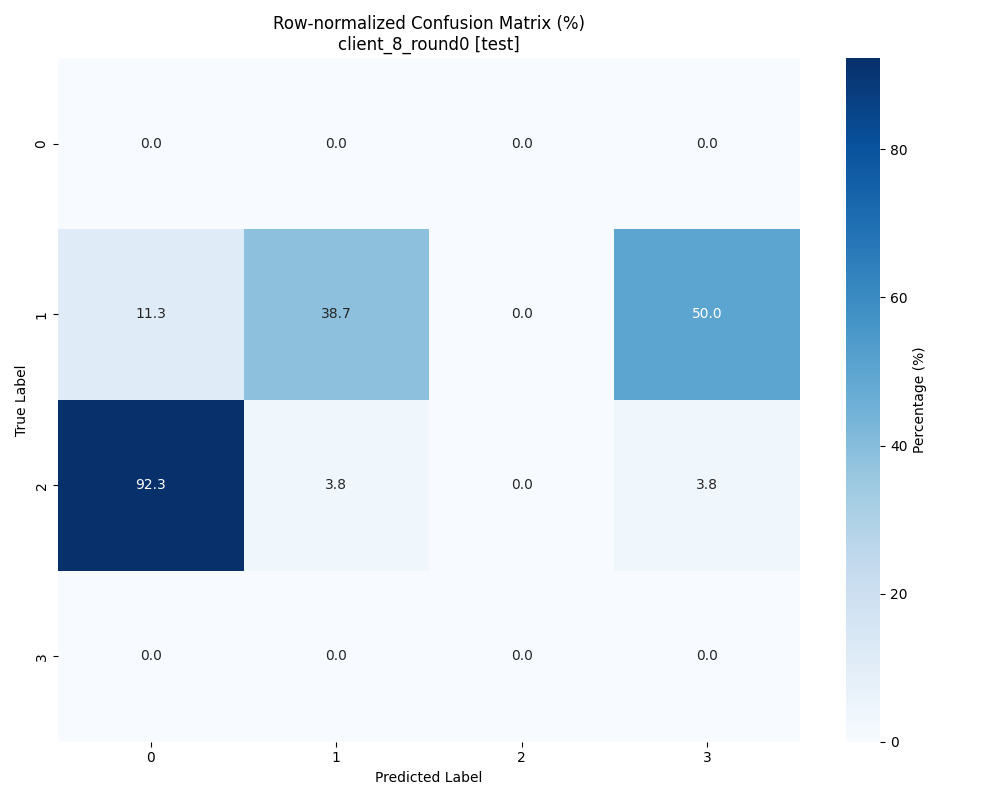 Row-normalized Confusion Matrix (%)
client_8_round0 [test]
0 0.0 0.0 0.0 0.0
1 11.3 38.7 0.0 50.0
2 92.3 3.8 0.0 3.8
3 0.0 0.0 0.0 0.0
0 1 2 3
Predicted Label
True Label
80
60
40
20
0
Percentage (%)